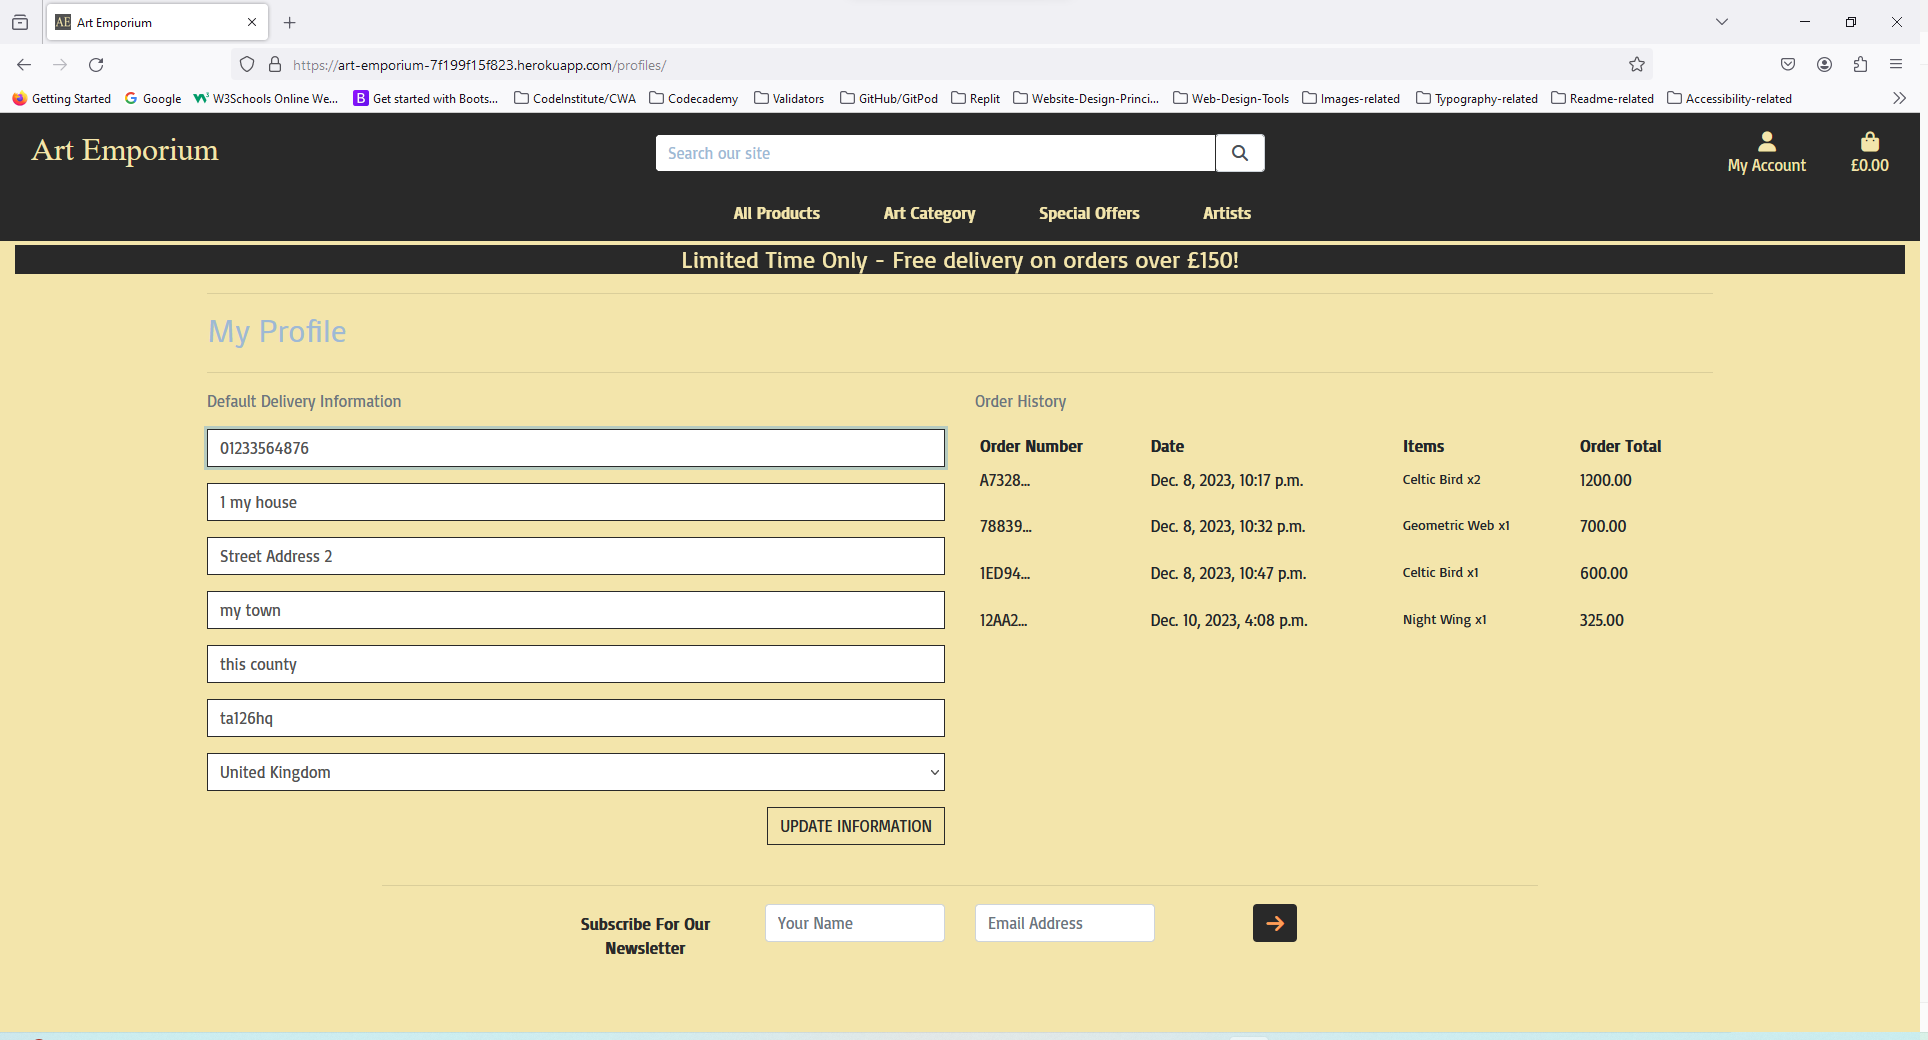 AE Art Emporium
https://art-emporium-7f199f15f823.herokuapp.com/profiles/
Getting Started Google W3Schools Online We... B Get started with Boots... CodeInstitute/CWA Codecademy Validators GitHub/GitPod Replit Website-Design-Princi... Web-Design-Tools Images-related Typography-related Readme-related Accessibility-related
Art Emporium
Search our site
My Account
£0.00
All Products Art Category Special Offers Artists
Limited Time Only - Free delivery on orders over £150!
My Profile
Default Delivery Information
01233564876
1 my house
Street Address 2
my town
this county
ta126hq
United Kingdom
UPDATE INFORMATION
Order History
Order Number Date Items Order Total
A7328... Dec. 8, 2023, 10:17 p.m. Celtic Bird x2 1200.00
78839... Dec. 8, 2023, 10:32 p.m. Geometric Web x1 700.00
1ED94... Dec. 8, 2023, 10:47 p.m. Celtic Bird x1 600.00
12AA2... Dec. 10, 2023, 4:08 p.m. Night Wing x1 325.00
Subscribe For Our
Newsletter
Your Name
Email Address